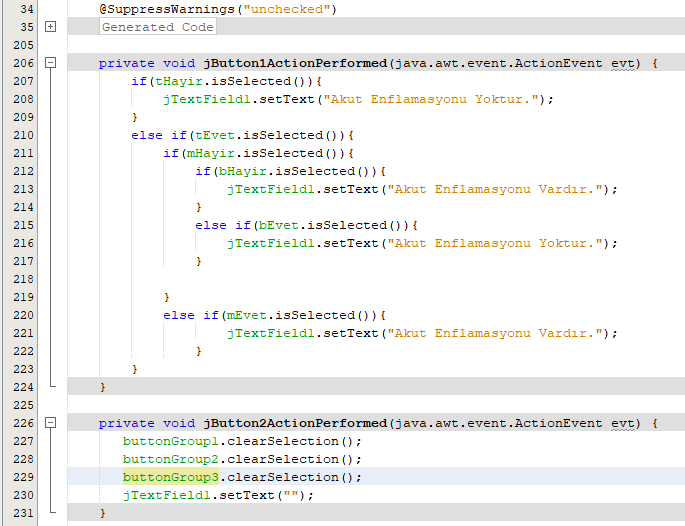 34 @SuppressWarnings("unchecked")
35 Generated Code
205
206 private void jButton1ActionPerformed(java.awt.event.ActionEvent evt) {
207 if(tHayir.isSelected()){
208 jTextField1.setText("Akut Enflamasyonu Yoktur.");
209 }
210 else if(tEvet.isSelected()){
211 if(mHayir.isSelected()){
212 if(bHayir.isSelected()){
213 jTextField1.setText("Akut Enflamasyonu Vardır.");
214 }
215 else if(bEvet.isSelected()){
216 jTextField1.setText("Akut Enflamasyonu Yoktur.");
217 }
218
219 }
220 else if(mEvet.isSelected()){
221 jTextField1.setText("Akut Enflamasyonu Vardır.");
222 }
223 }
224 }
225
226 private void jButton2ActionPerformed(java.awt.event.ActionEvent evt) {
227 buttonGroup1.clearSelection();
228 buttonGroup2.clearSelection();
229 buttonGroup3.clearSelection();
230 jTextField1.setText("");
231 }